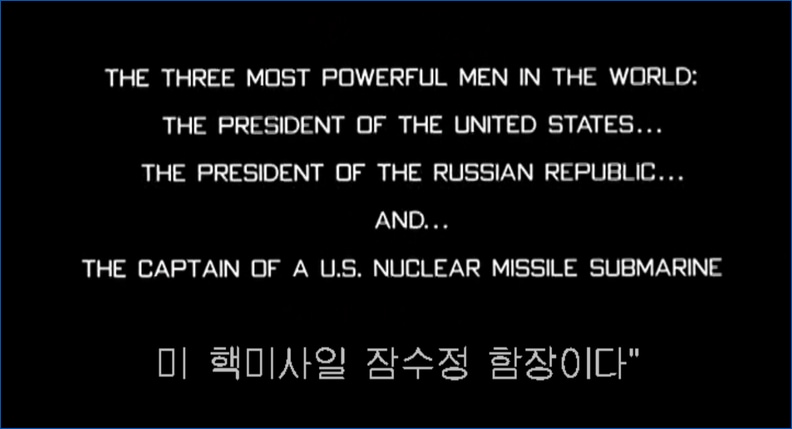 THE THREE MOST POWERFUL MEN IN THE WORLD:
THE PRESIDENT OF THE UNITED STATES...
THE PRESIDENT OF THE RUSSIAN REPUBLIC...
AND...
THE CAPTAIN OF A U.S. NUCLEAR MISSILE SUBMARINE
미 핵미사일 잠수정 함장이다"